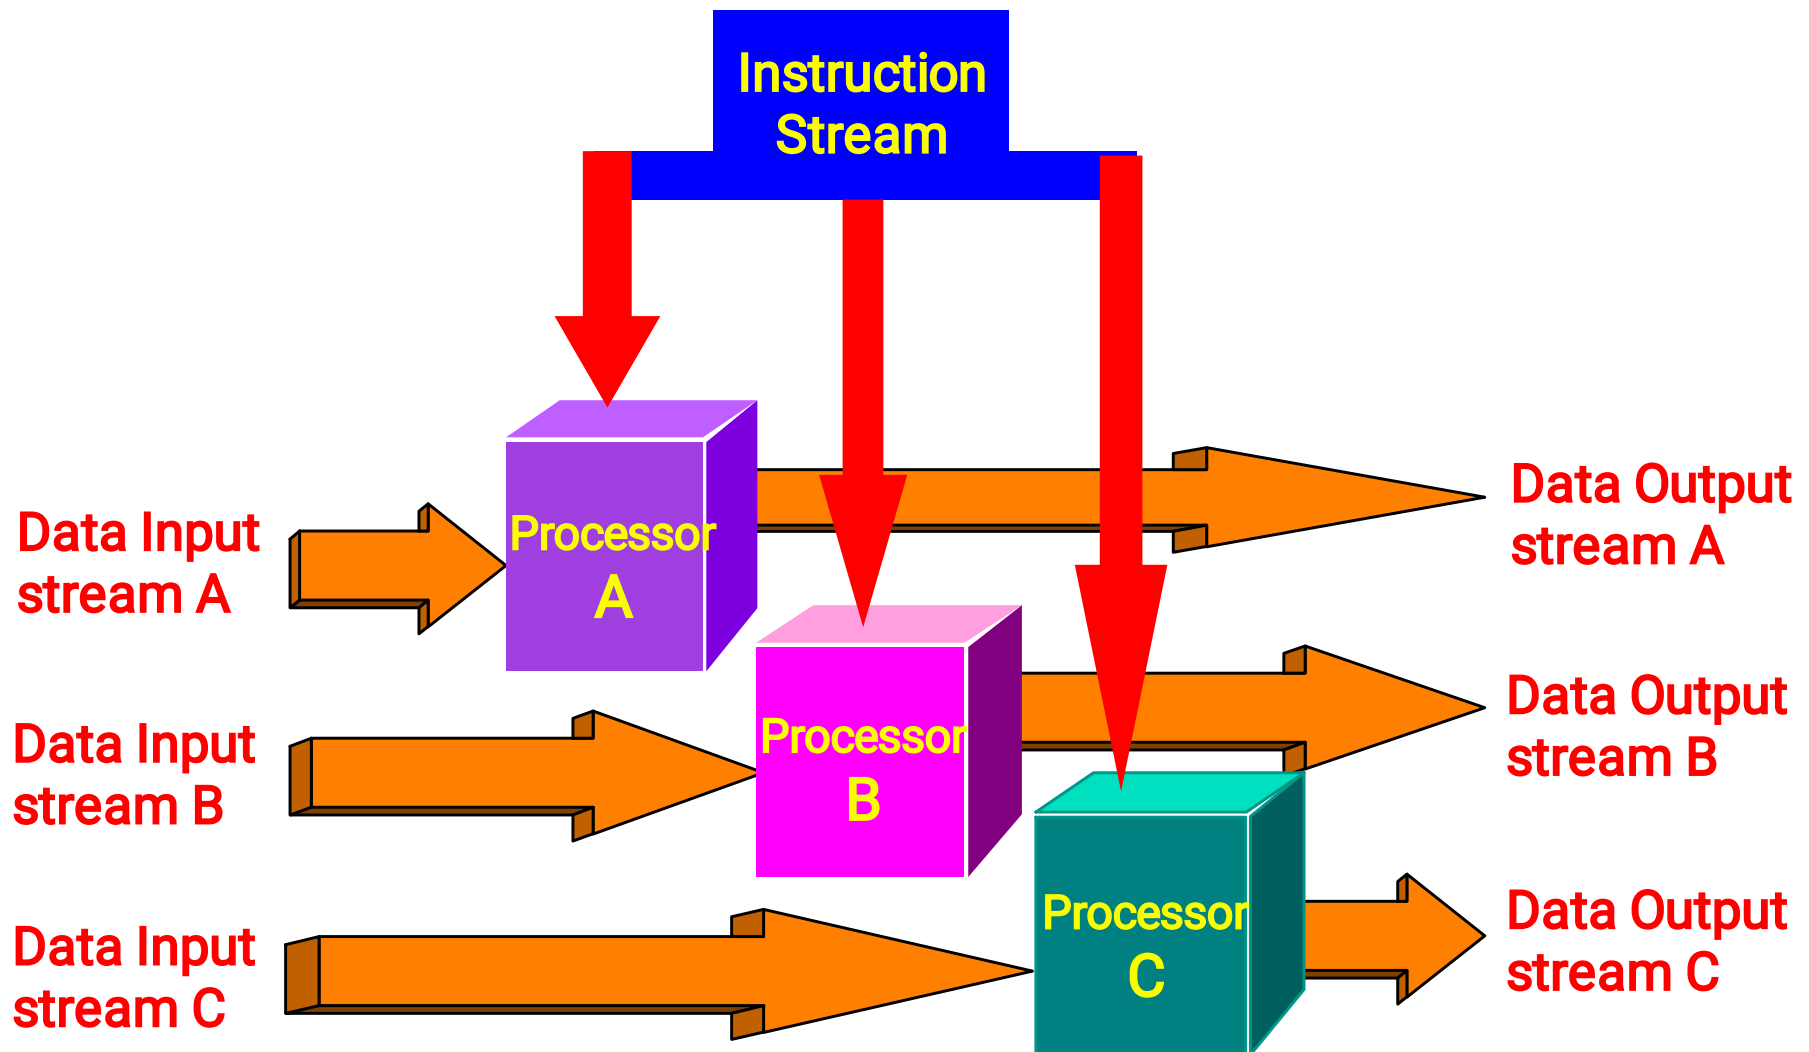 Instruction
Stream
Data Input
stream A
Processor
A
Data Output
stream A
Data Input
stream B
Processor
B
Data Output
stream B
Data Input
stream C
Processor
C
Data Output
stream C